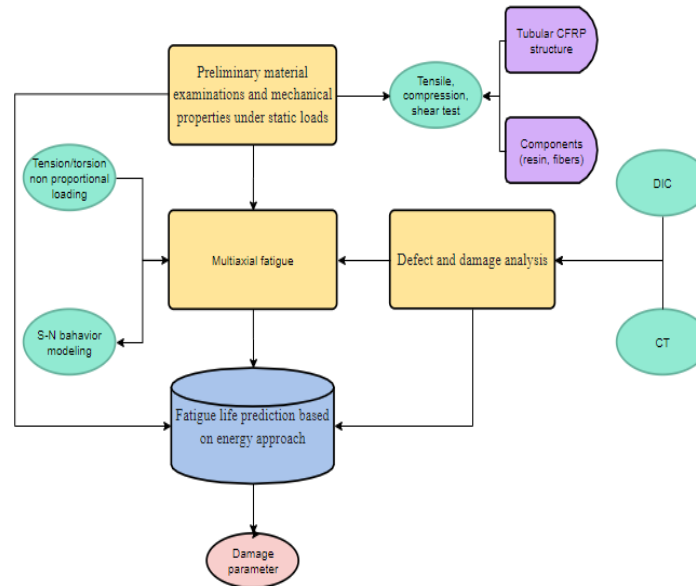 Tubular CFRP
structure
Preliminary material
examinations and mechanical
properties under static loads
Tensile,
compression,
shear test
Components
(resin, fibers)
Tension/torsion
non proportional
loading
DIC
Multiaxial fatigue
Defect and damage analysis
S-N bahavior
modeling
CT
Fatigue life prediction based
on energy approach
Damage
parameter